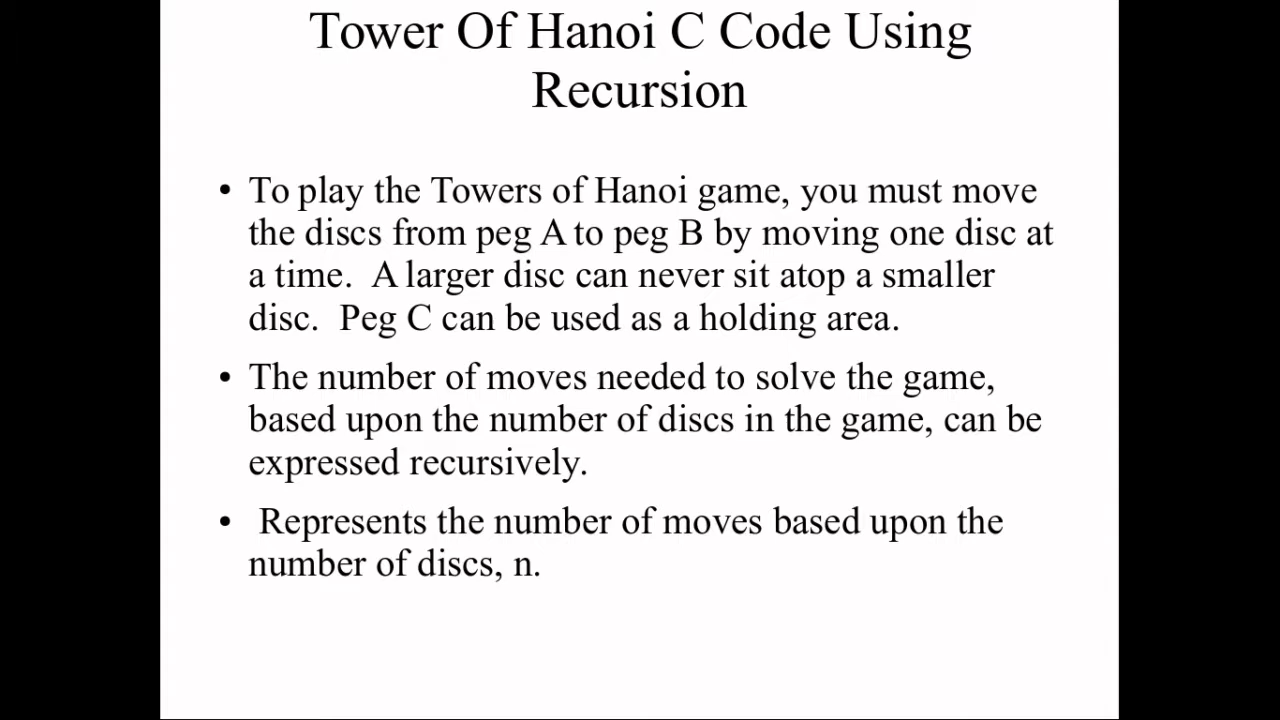 Tower Of Hanoi C Code Using
Recursion
• To play the Towers of Hanoi game, you must move
the discs from peg A to peg B by moving one disc at
a time. A larger disc can never sit atop a smaller
disc. Peg C can be used as a holding area.
• The number of moves needed to solve the game,
based upon the number of discs in the game, can be
expressed recursively.
• Represents the number of moves based upon the
number of discs, n.